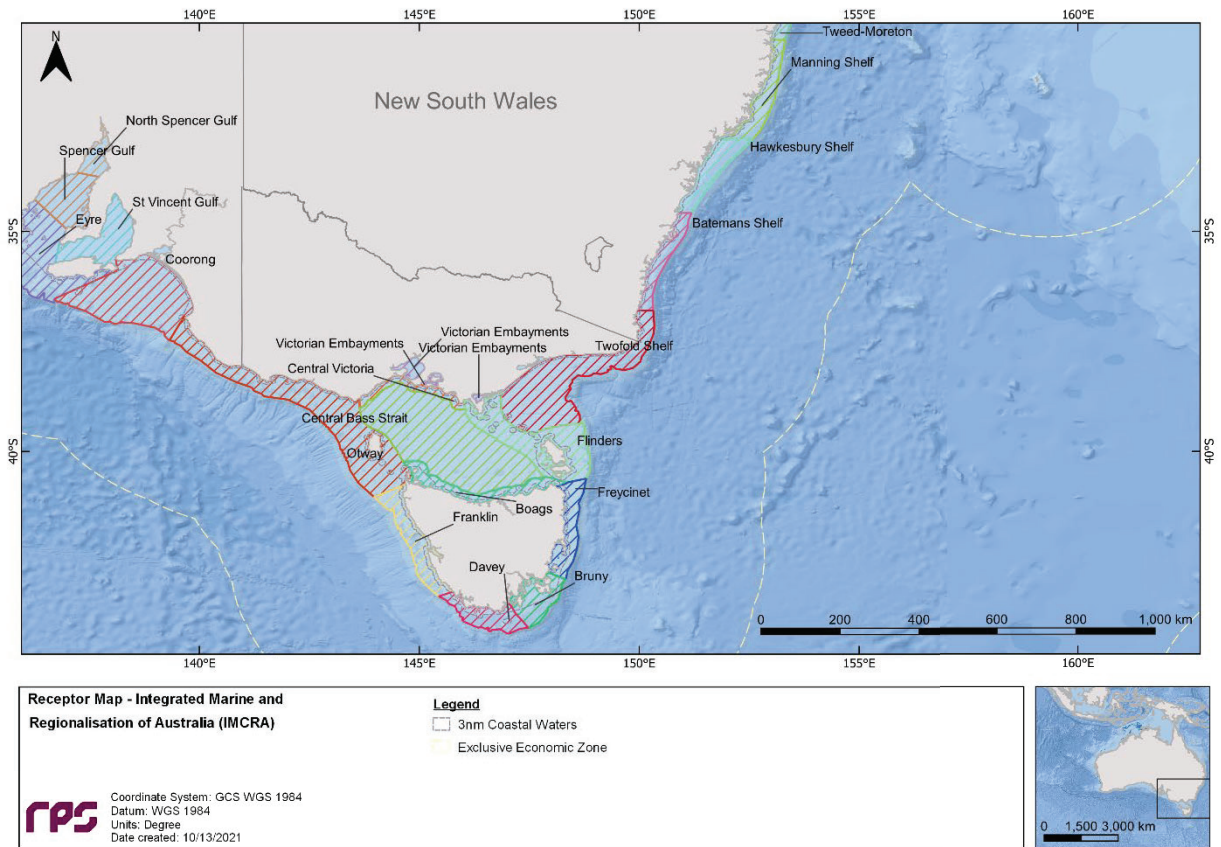 140°E
145°E
150°E
155°E
160°E
N
Tweed-Moreton
Manning Shelf
New South Wales
North Spencer Gulf
Hawkesbury Shelf
Spencer Gulf
St Vincent Gulf
Eyre
35°S
35°S
Batemans Shelf
Coorong
Victorian Embayments
Victorian Embayments
Victorian Embayments
Twofold Shelf
Central Victoria
Central Bass Strait
Flinders
Otway
40°S
40°S
Freycinet
Boags
Franklin
Davey
Bruny
0 200 400 600 800 1,000 km
140°E
145°E
150°E
155°E
160°E
Receptor Map - Integrated Marine and
Regionalisation of Australia (IMCRA)
Legend
3nm Coastal Waters
Exclusive Economic Zone
rps
Coordinate System: GCS WGS 1984
Datum: WGS 1984
Units: Degree
Date created: 10/13/2021
0 1,500 3,000 km